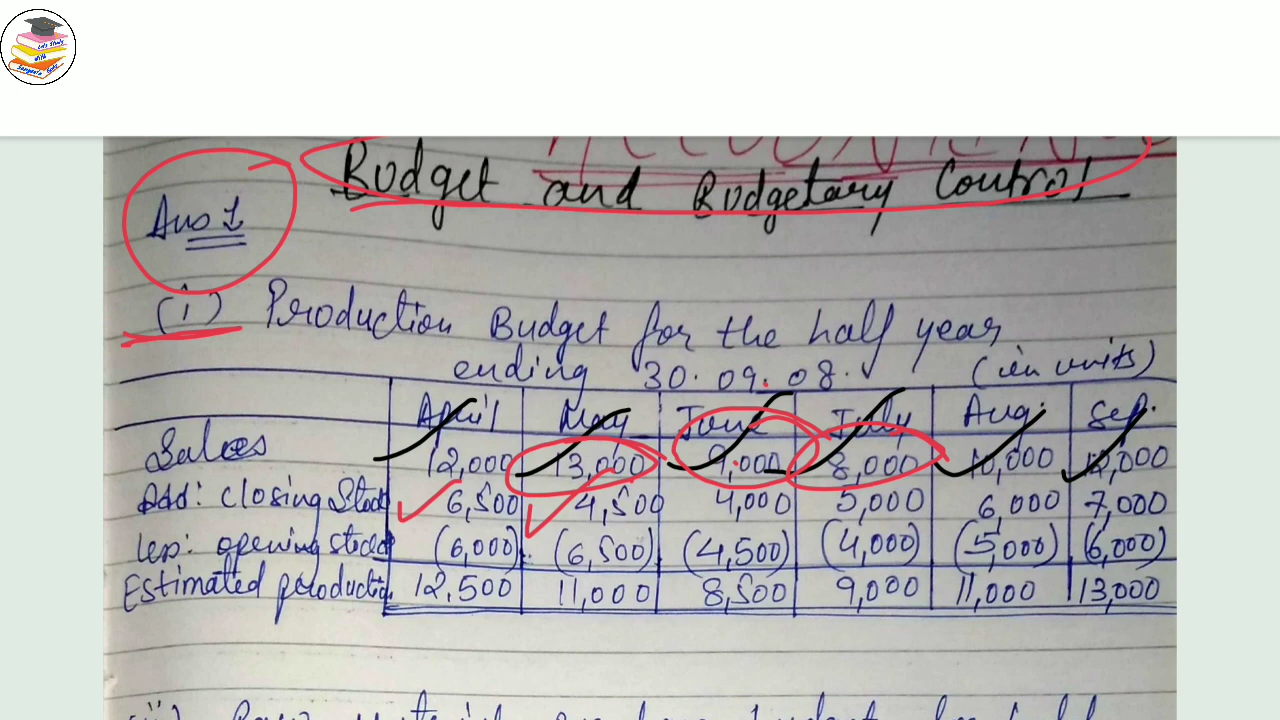 Let's Study
With
Budget and Budgetary Control
Ans 1
(i) Production Budget for the half year
ending 30.09.08. (in units)
April May June July Aug. Sep.
Sales 12,000 13,000 9,000 8,000 10,000 12,000
Add: Closing Stock 6,500 4,500 4,000 5,000 6,000 7,000
Less: opening stock (6,000) (6,500) (4,500) (4,000) (5,000) (6,000)
Estimated production 12,500 11,000 8,500 9,000 11,000 13,000